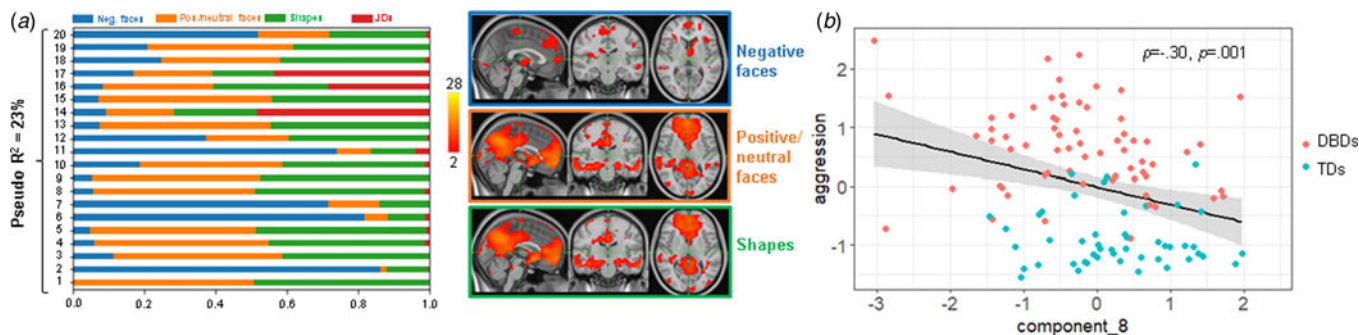 (a)
Neg. faces Pos/neutral faces Shapes JDs
Pseudo R² = 23%
20
19
18
17
16
15
14
13
12
11
10
9
8
7
6
5
4
3
2
1
0.0 0.2 0.4 0.6 0.8 1.0
28
2
Negative
faces
Positive/
neutral
faces
Shapes
(b)
ρ=-.30, p=.001
aggression
2
1
0
-1
-3 -2 -1 0 1 2
component_8
DBDs
TDs